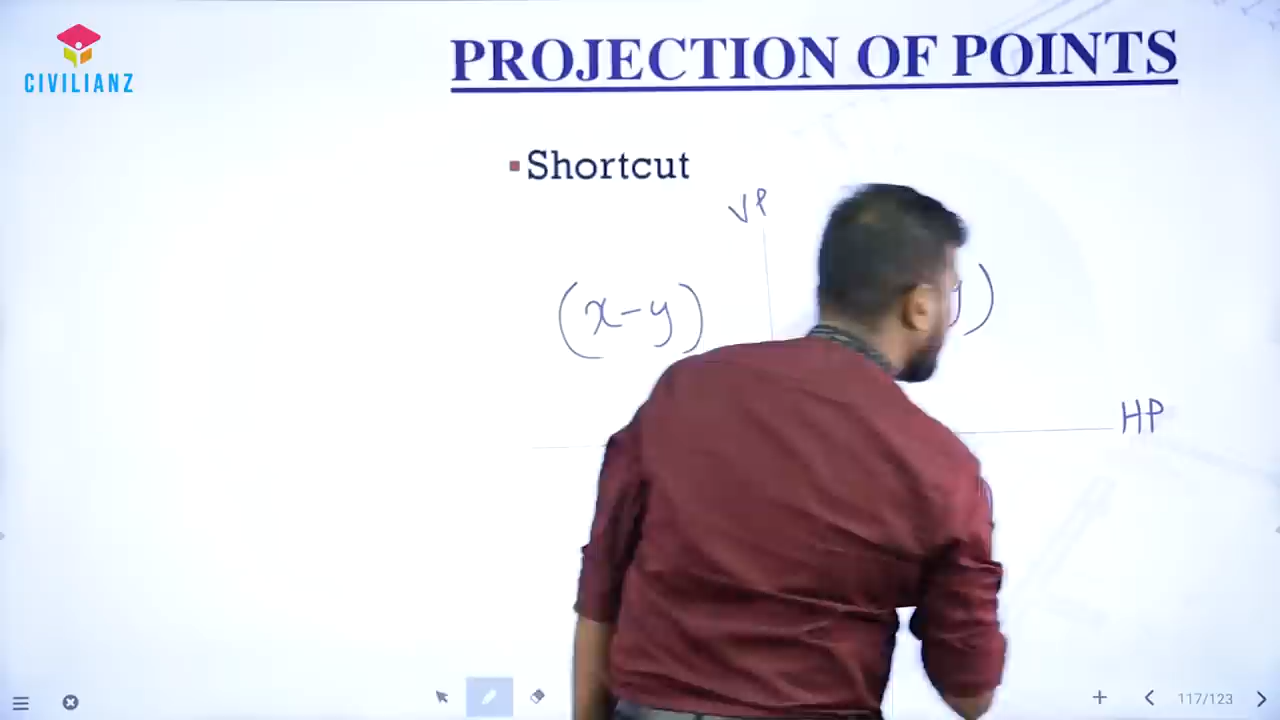 CIVILIANZ
PROJECTION OF POINTS
▪Shortcut
VP
(x-y)
)
HP
117/123